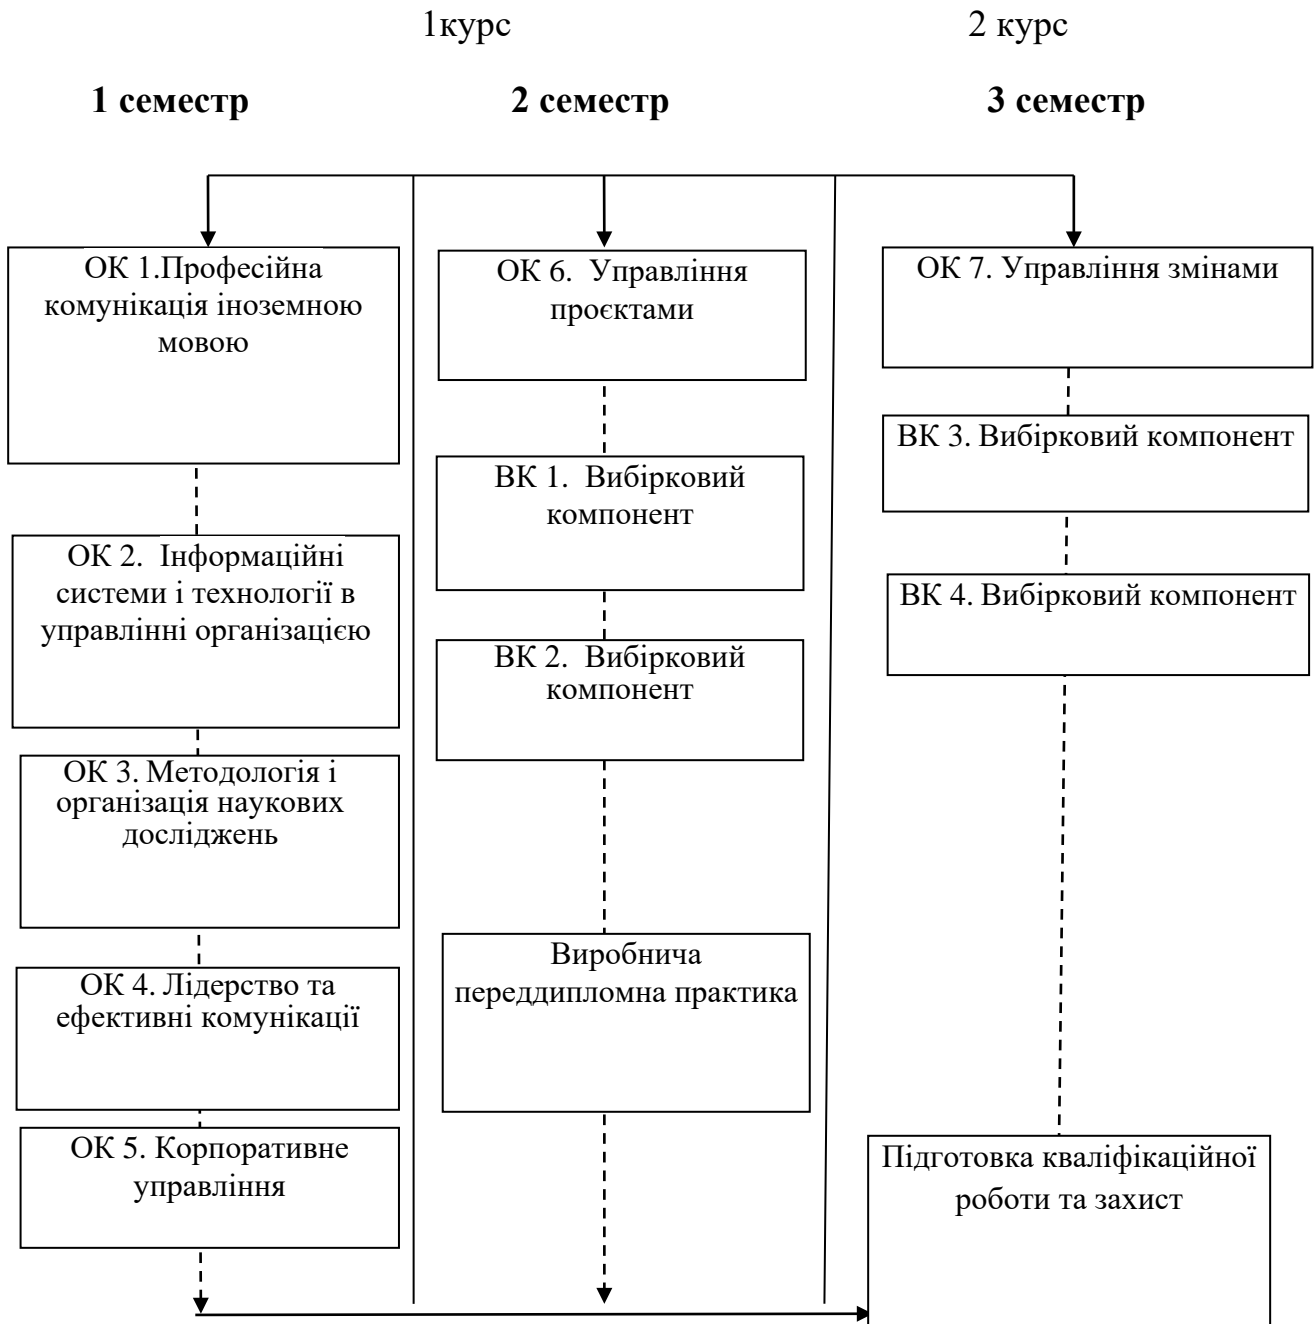 1курс
2 курс
1 семестр
2 семестр
3 семестр
ОК 1.Професійна
комунікація іноземною
мовою
ОК 2. Інформаційні
системи і технології в
управлінні організацією
ОК 3. Методологія і
організація наукових
досліджень
ОК 4. Лідерство та
ефективні комунікації
ОК 5. Корпоративне
управління
ОК 6. Управління
проєктами
ВК 1. Вибірковий
компонент
ВК 2. Вибірковий
компонент
Виробнича
переддипломна практика
ОК 7. Управління змінами
ВК 3. Вибірковий компонент
ВК 4. Вибірковий компонент
Підготовка кваліфікаційної
роботи та захист